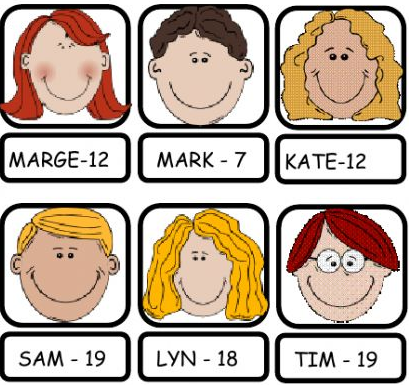 MARGE-12
MARK - 7
KATE-12
SAM - 19
LYN - 18
TIM - 19